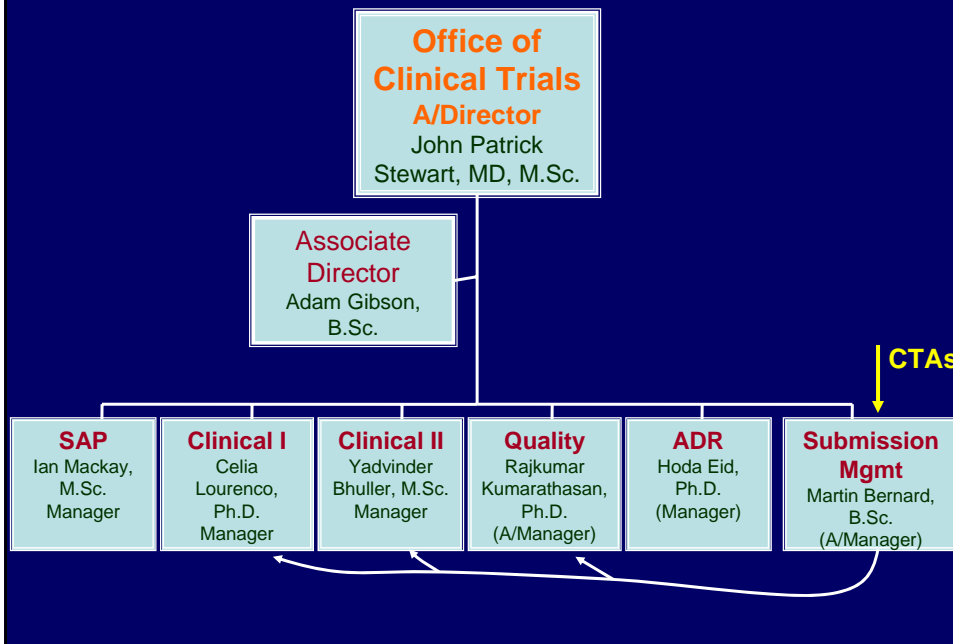 Office of
Clinical Trials
A/Director
John Patrick
Stewart, MD, M.Sc.
Associate
Director
Adam Gibson,
B.Sc.
CTAs
SAP
Ian Mackay,
M.Sc.
Manager
Clinical I
Celia
Lourenco,
Ph.D.
Manager
Clinical II
Yadvinder
Bhuller, M.Sc.
Manager
Quality
Rajkumar
Kumarathasan,
Ph.D.
(A/Manager)
ADR
Hoda Eid,
Ph.D.
(Manager)
Submission
Mgmt
Martin Bernard,
B.Sc.
(A/Manager)